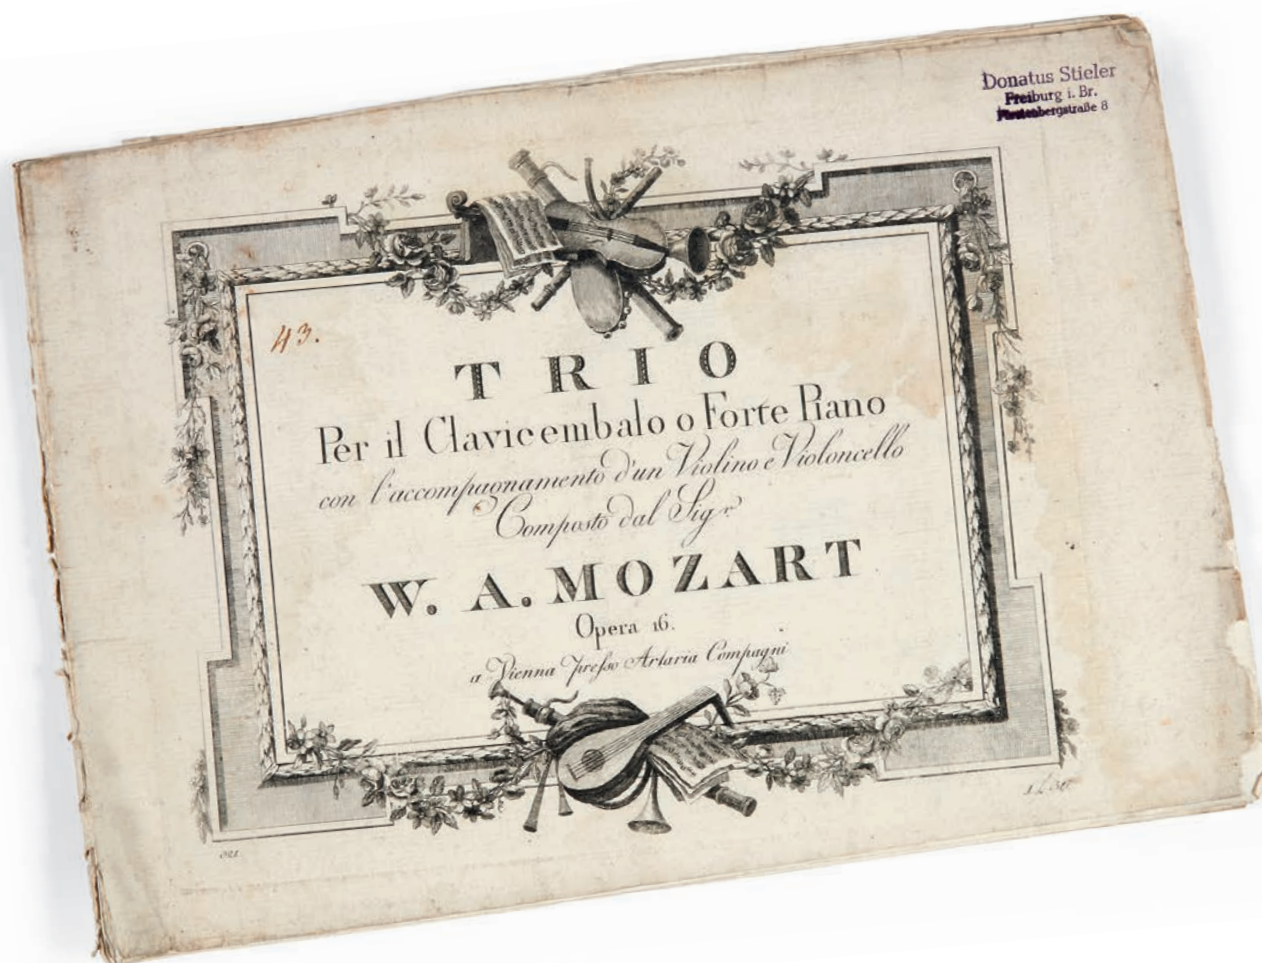 Donatus Stieler
Freiburg i. Br.
43.
TRIO
Per il Clavicembalo o Forte Piano
con l'accompagnamento d'un Violino e Violoncello
Composto dal Sigr.
W. A. MOZART
Opera 16.
a Vienna presso Artaria Compagni